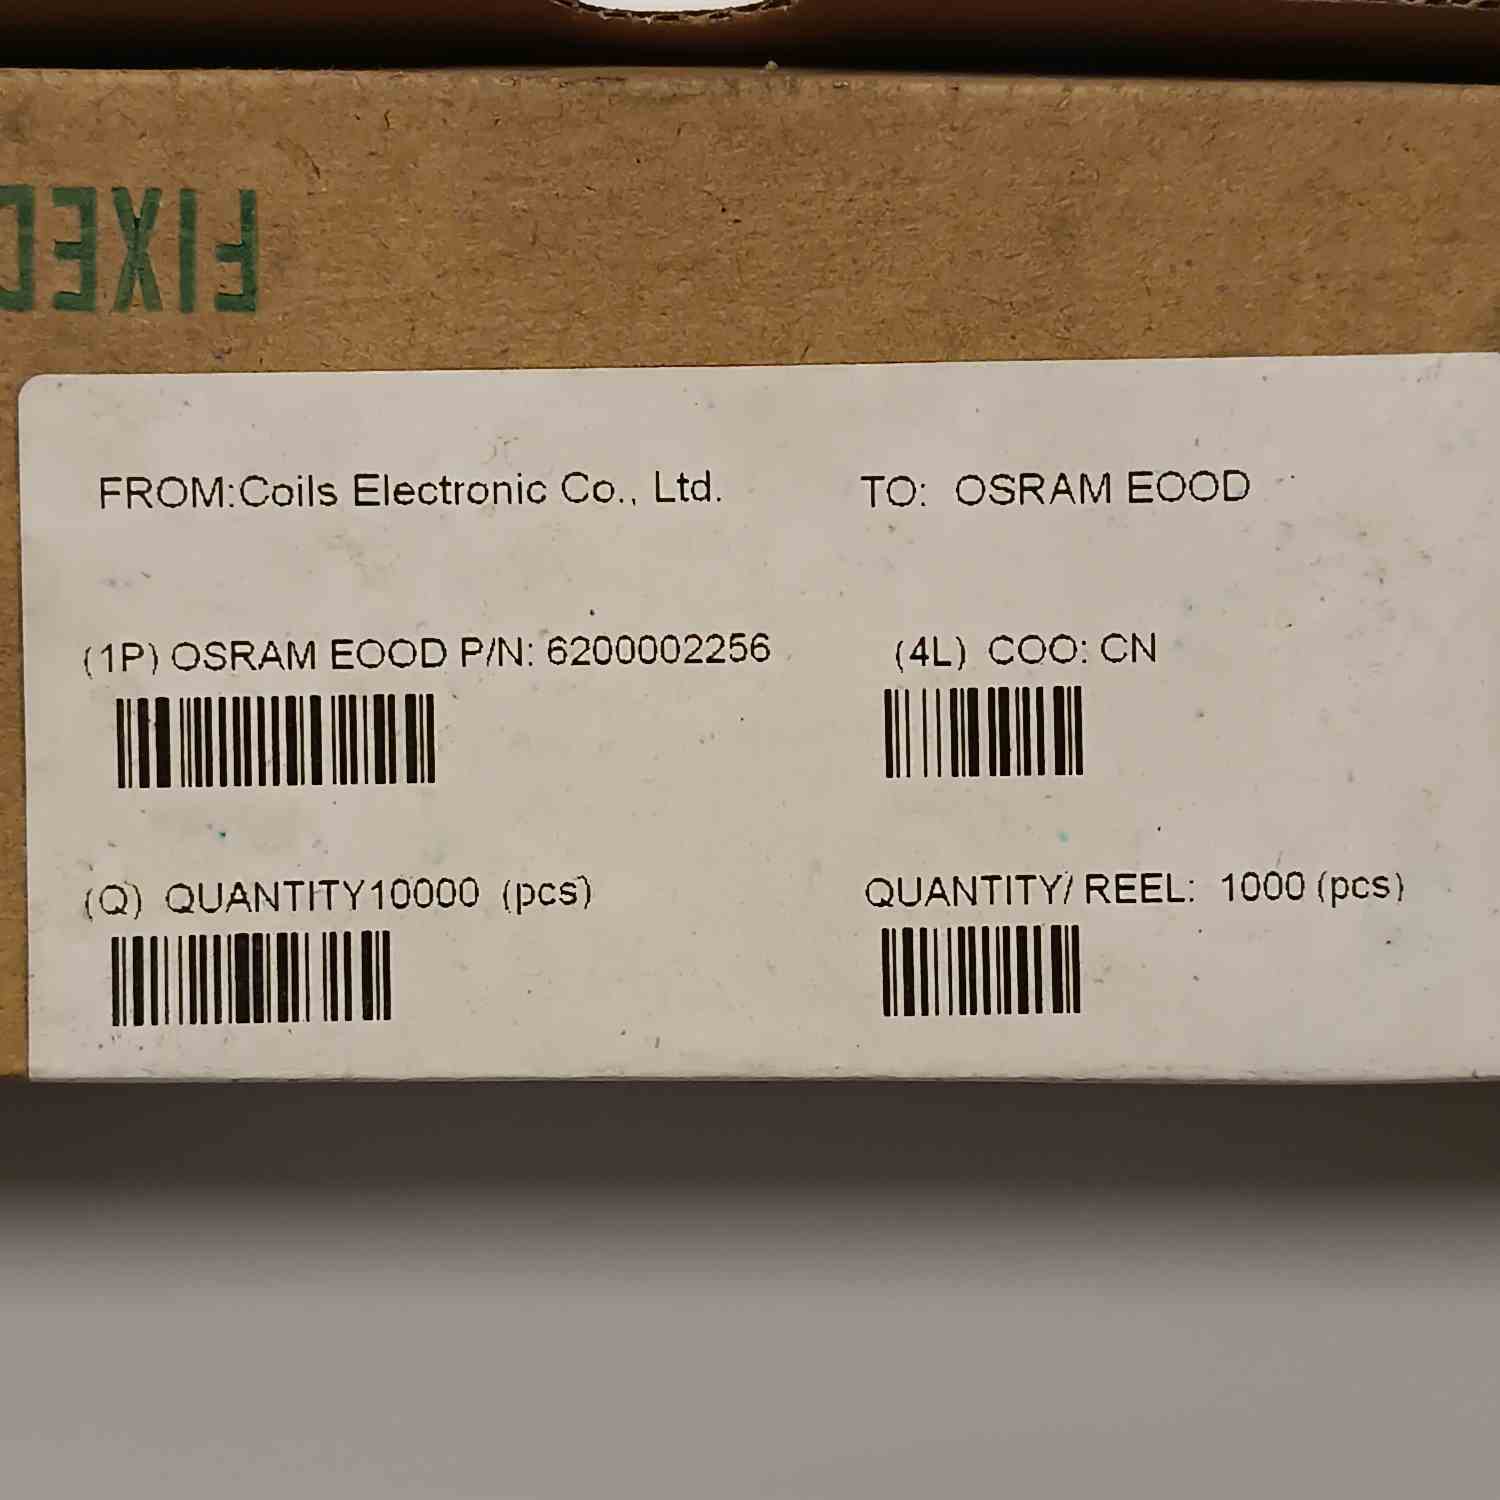 FIXED
FROM:Coils Electronic Co., Ltd.
TO: OSRAM EOOD
(1P) OSRAM EOOD P/N: 6200002256
(4L) COO: CN
(Q) QUANTITY10000 (pcs)
QUANTITY/ REEL: 1000 (pcs)